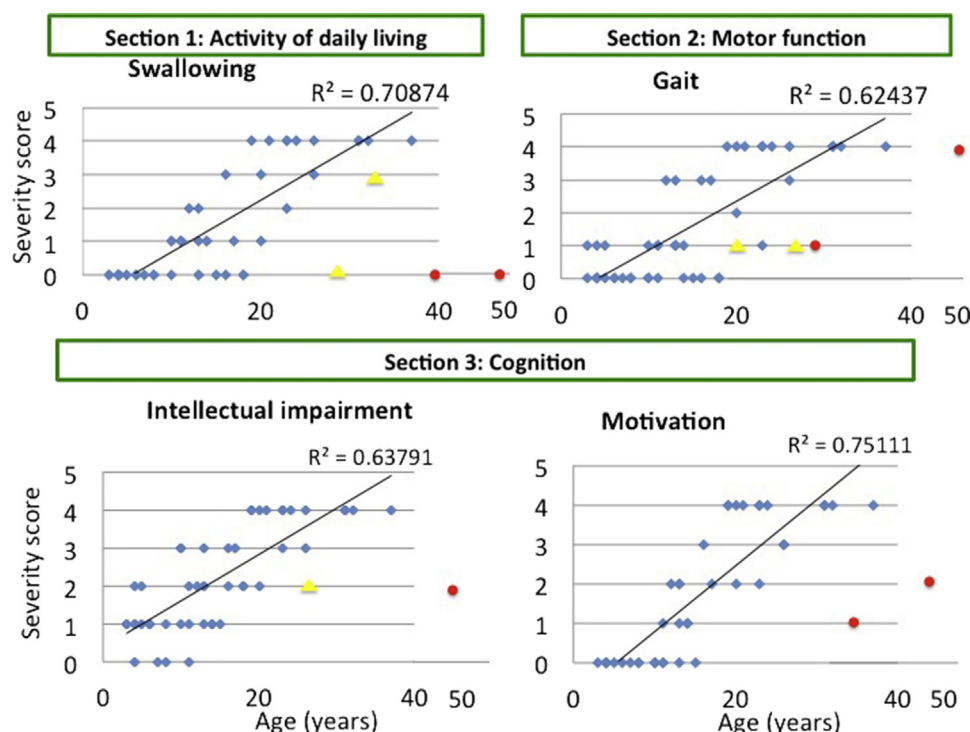 Section 1: Activity of daily living
Section 2: Motor function
Swallowing
R² = 0.70874
Severity score
5
4
3
2
1
0
0
20
40
50
Gait
R² = 0.62437
5
4
3
2
1
0
0
20
40
50
Section 3: Cognition
Intellectual impairment
R² = 0.63791
Severity score
5
4
3
2
1
0
0
20
40
50
Age (years)
Motivation
R² = 0.75111
5
4
3
2
1
0
0
20
40
50
Age (years)